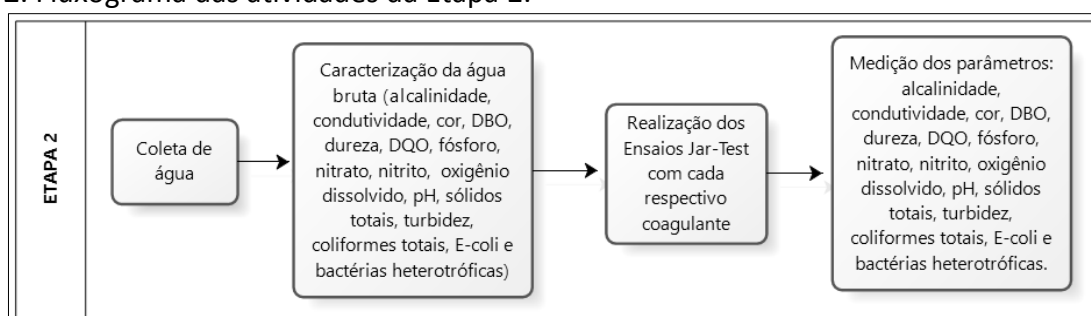 2. Fluxograma das atividades da Etapa 2.
ETAPA 2
Coleta de
água
Caracterização da água
bruta (alcalinidade,
condutividade, cor, DBO,
dureza, DQO, fósforo,
nitrato, nitrito, oxigênio
dissolvido, pH, sólidos
totais, turbidez,
coliformes totais, E-coli e
bactérias heterotróficas)
Realização dos
Ensaios Jar-Test
com cada
respectivo
coagulante
Medição dos parâmetros:
alcalinidade,
condutividade, cor, DBO,
dureza, DQO, fósforo,
nitrato, nitrito, oxigênio
dissolvido, pH, sólidos
totais, turbidez,
coliformes totais, E-coli e
bactérias heterotróficas.